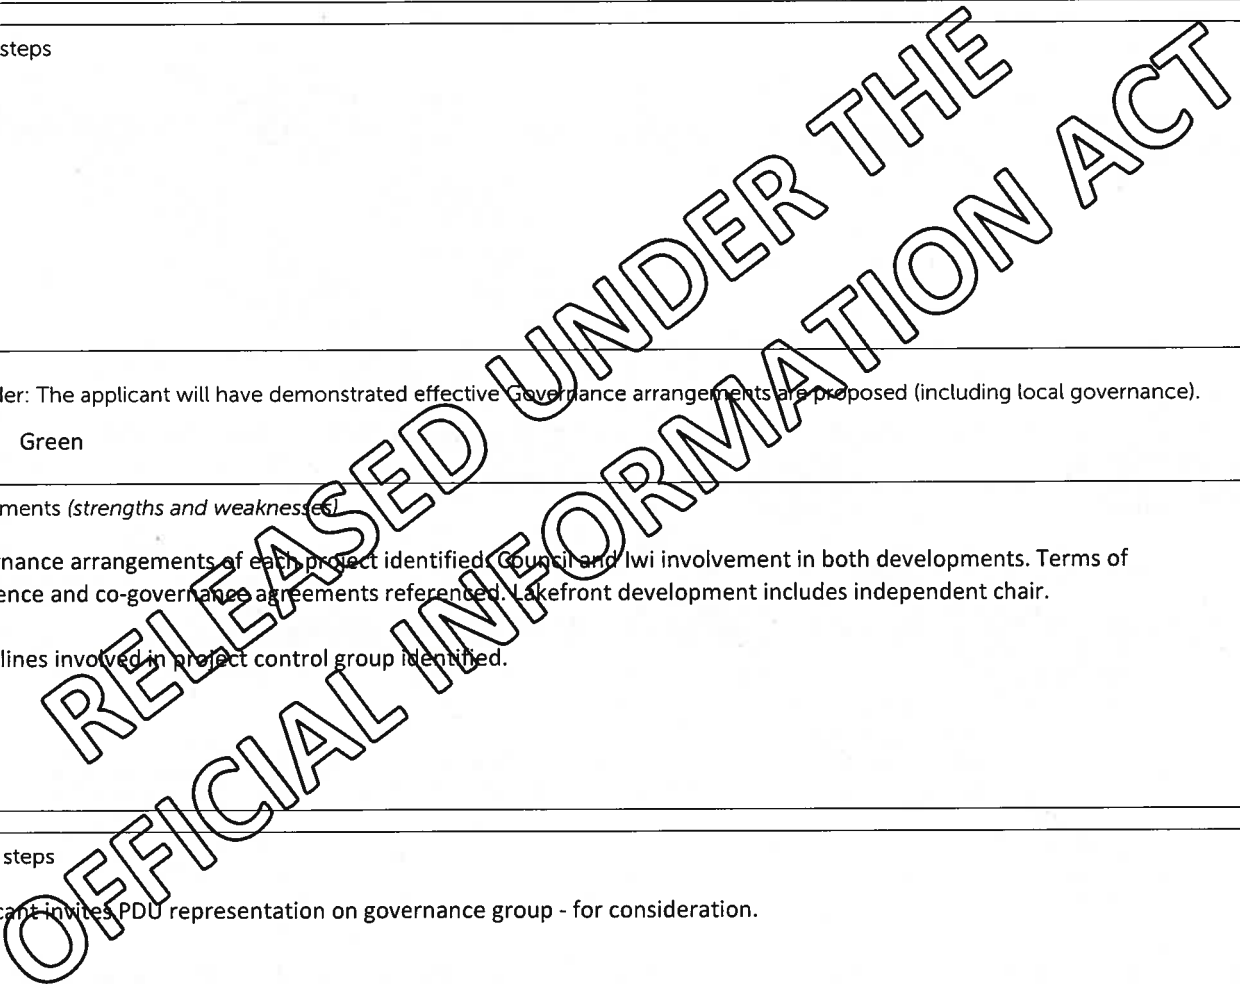 steps
der: The applicant will have demonstrated effective Governance arrangements are proposed (including local governance).
Green
ments (strengths and weaknesses)
rnance arrangements of each project identified. Council and Iwi involvement in both developments. Terms of
ence and co-governance agreements referenced. Lakefront development includes independent chair.
lines involved in project control group identified.
steps
cant invites PDU representation on governance group - for consideration.
RELEASED UNDER THE
OFFICIAL INFORMATION ACT